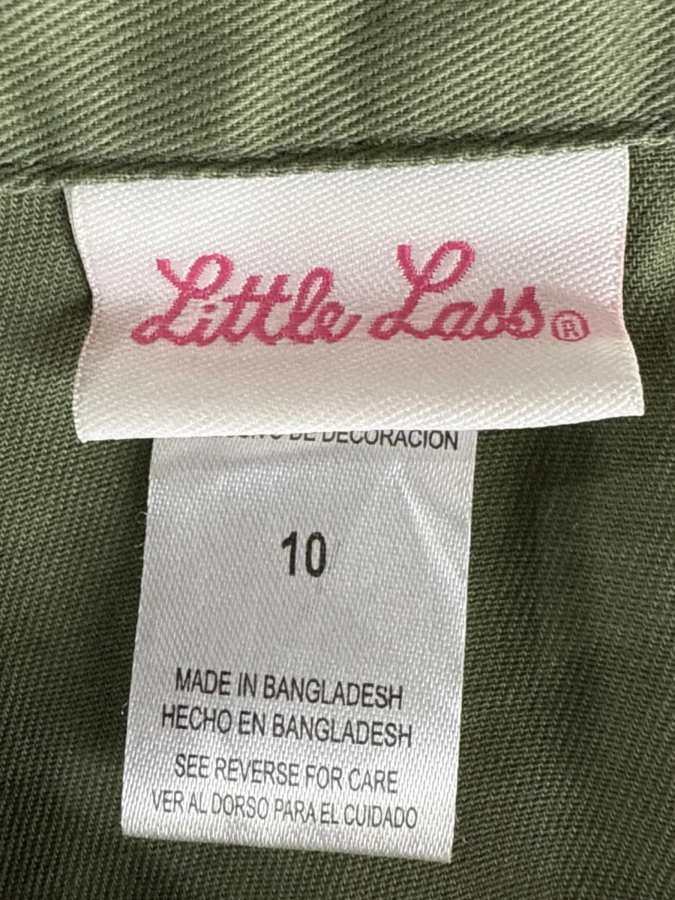 Little Lass®
DE DECORACION
10
MADE IN BANGLADESH
HECHO EN BANGLADESH
SEE REVERSE FOR CARE
VER AL DORSO PARA EL CUIDADO